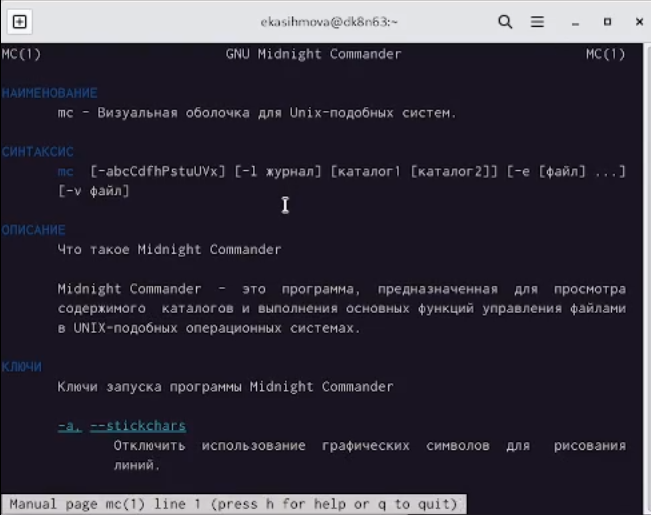 ekasihmova@dk8n63:~
MC(1) GNU Midnight Commander MC(1)
НАИМЕНОВАНИЕ
mc – Визуальная оболочка для Unix-подобных систем.
СИНТАКСИС
mc [-abcCdfhPstuUVx] [-l журнал] [каталог1 [каталог2]] [-e [файл] ...]
[-v файл]
ОПИСАНИЕ
Что такое Midnight Commander
Midnight Commander – это программа, предназначенная для просмотра
содержимого каталогов и выполнения основных функций управления файлами
в UNIX-подобных операционных системах.
КЛЮЧИ
Ключи запуска программы Midnight Commander
-a, --stickchars
Отключить использование графических символов для рисования
линий.
Manual page mc(1) line 1 (press h for help or q to quit)